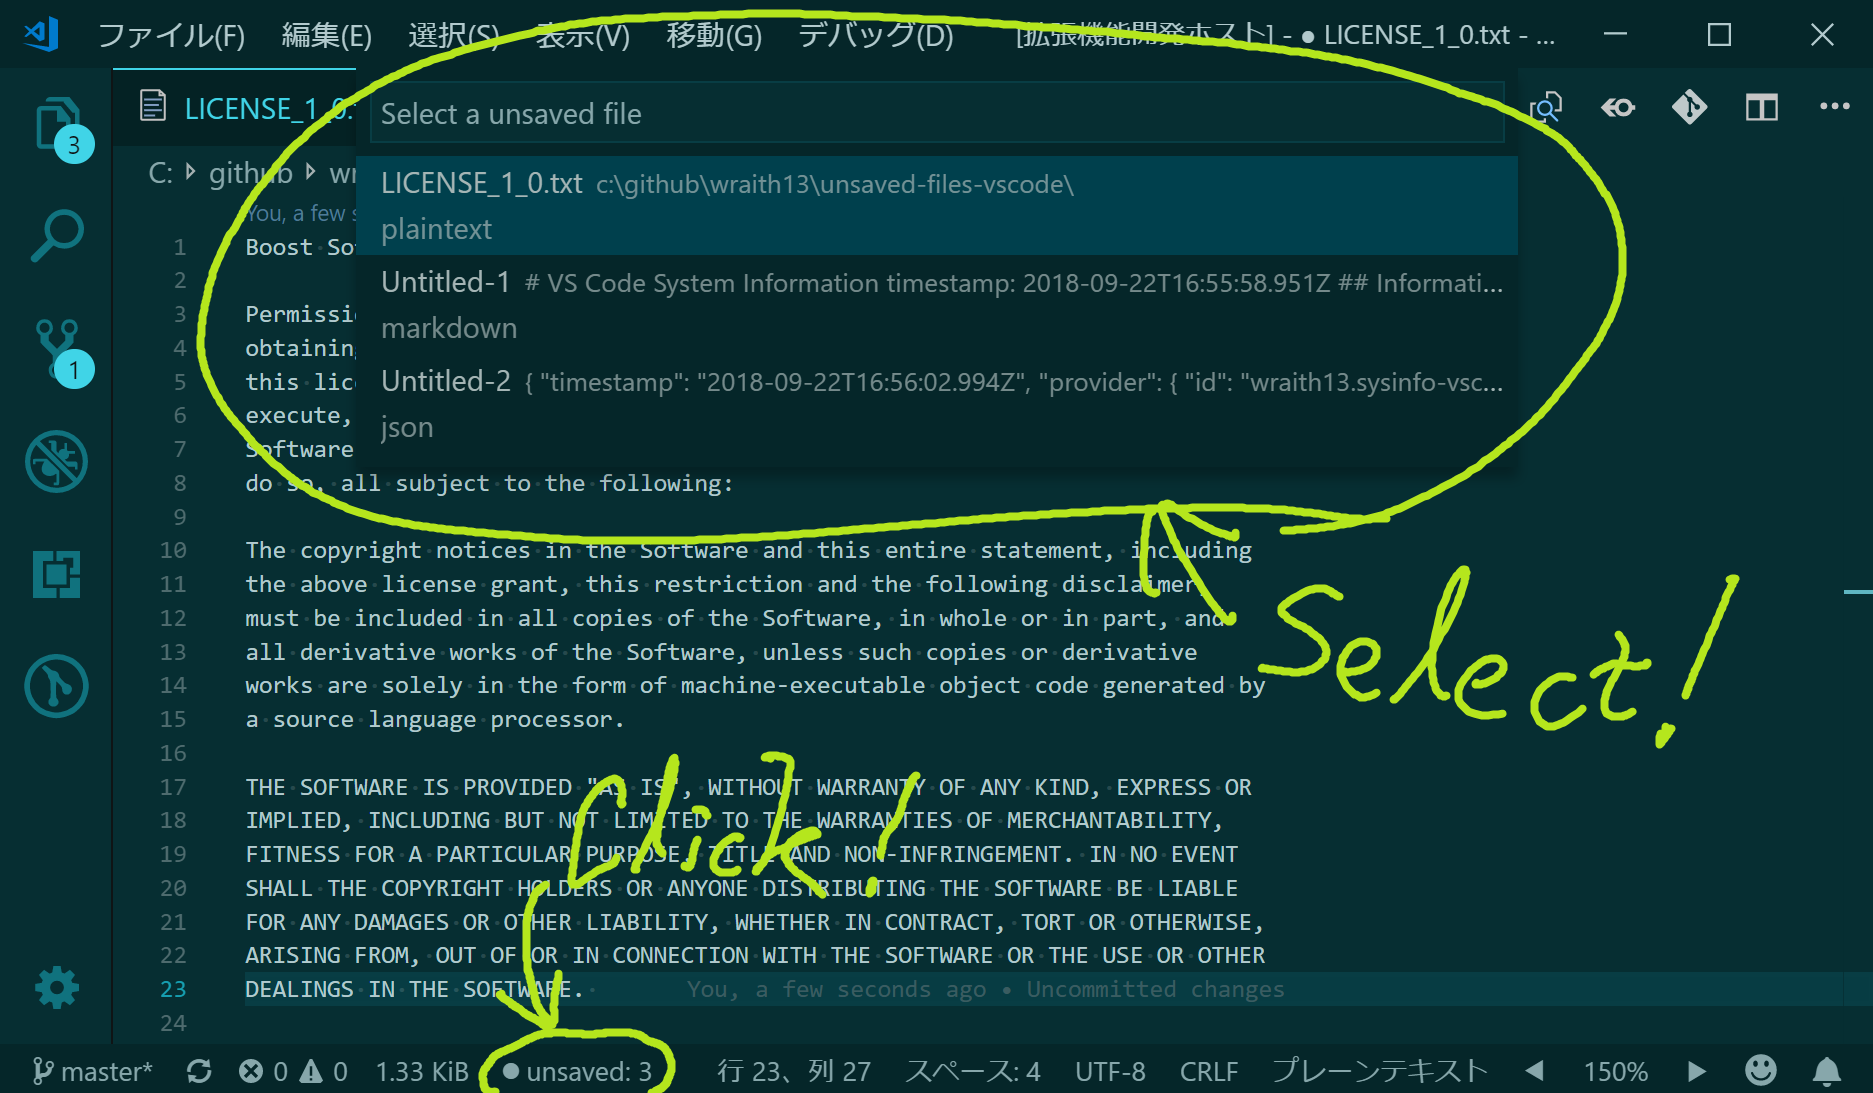 ファイル(F) 編集(E) 選択(S) 表示(V) 移動(G) デバッグ(D) [拡張機能開発ホスト] - ● LICENSE_1_0.txt - ...
LICENSE_1_0.
Select a unsaved file
C: github wr
LICENSE_1_0.txt c:\github\wraith13\unsaved-files-vscode\
plaintext
Untitled-1 # VS Code System Information timestamp: 2018-09-22T16:55:58.951Z ## Informati...
markdown
Untitled-2 { "timestamp": "2018-09-22T16:56:02.994Z", "provider": { "id": "wraith13.sysinfo-vsc...
json
3
1
You, a few s
1 Boost So
2
3 Permissi
4 obtaining
5 this lic
6 execute,
7 Software
8 do so, all subject to the following:
9
10 The copyright notices in the Software and this entire statement, including
11 the above license grant, this restriction and the following disclaimer,
12 must be included in all copies of the Software, in whole or in part, and
13 all derivative works of the Software, unless such copies or derivative
14 works are solely in the form of machine-executable object code generated by
15 a source language processor.
16
17 THE SOFTWARE IS PROVIDED "AS IS", WITHOUT WARRANTY OF ANY KIND, EXPRESS OR
18 IMPLIED, INCLUDING BUT NOT LIMITED TO THE WARRANTIES OF MERCHANTABILITY,
19 FITNESS FOR A PARTICULAR PURPOSE, TITLE AND NON-INFRINGEMENT. IN NO EVENT
20 SHALL THE COPYRIGHT HOLDERS OR ANYONE DISTRIBUTING THE SOFTWARE BE LIABLE
21 FOR ANY DAMAGES OR OTHER LIABILITY, WHETHER IN CONTRACT, TORT OR OTHERWISE,
22 ARISING FROM, OUT OF OR IN CONNECTION WITH THE SOFTWARE OR THE USE OR OTHER
23 DEALINGS IN THE SOFTWARE. You, a few seconds ago • Uncommitted changes
24
Select!
Click!
master* 0 0 1.33 KiB ● unsaved: 3 行 23、列 27 スペース: 4 UTF-8 CRLF プレーンテキスト ◀ 150% ▶